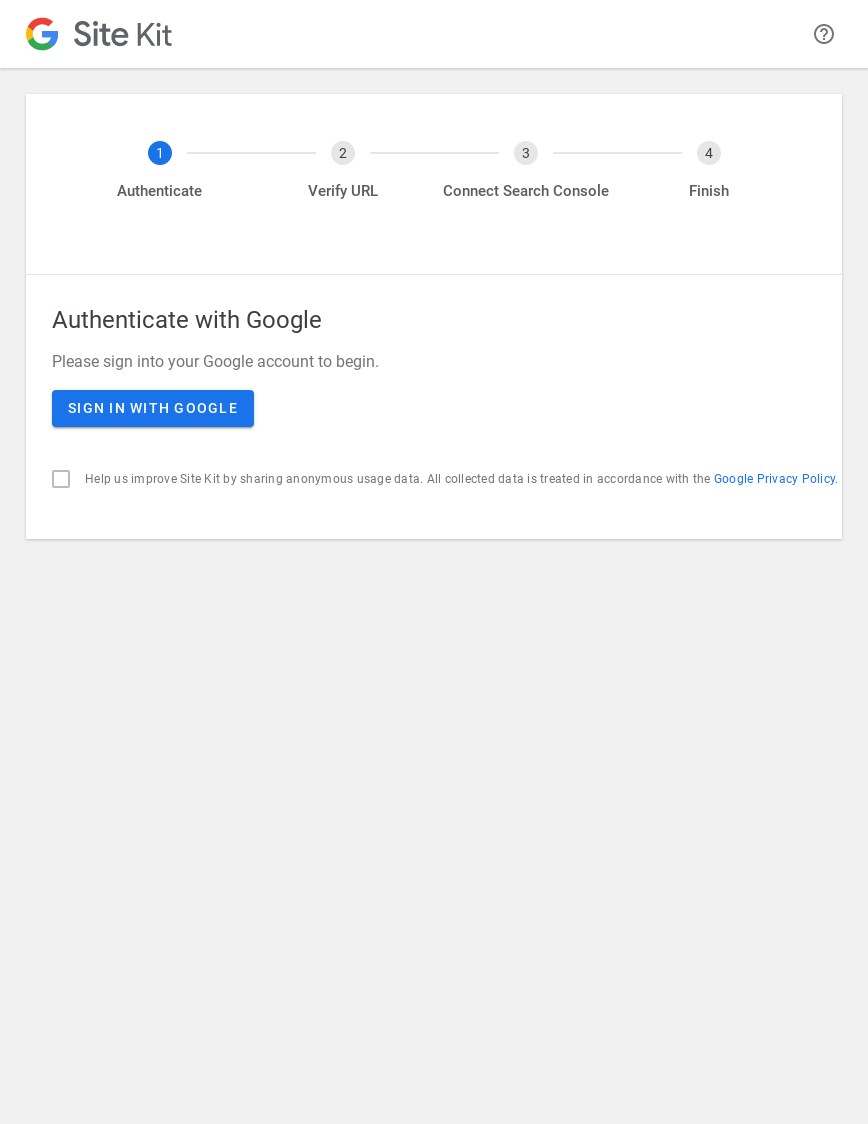 Site Kit
1
2
3
4
Authenticate
Verify URL
Connect Search Console
Finish
Authenticate with Google
Please sign into your Google account to begin.
SIGN IN WITH GOOGLE
Help us improve Site Kit by sharing anonymous usage data. All collected data is treated in accordance with the Google Privacy Policy.